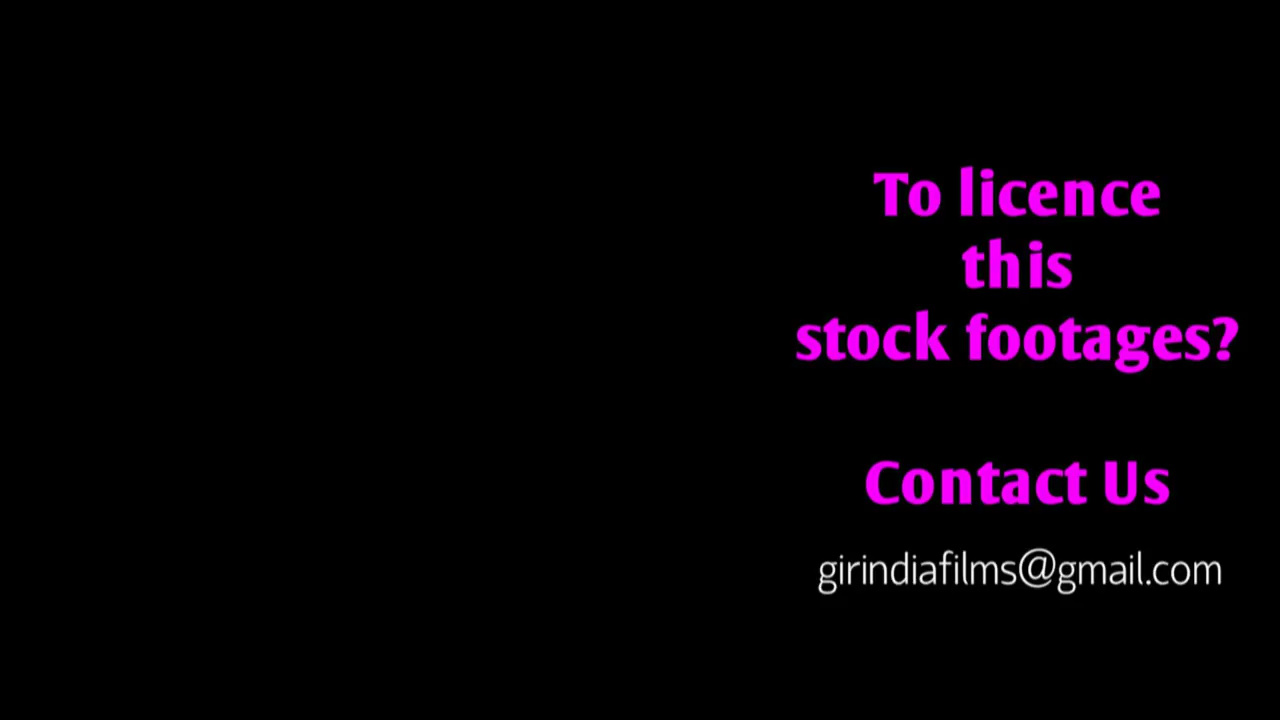 To licence
this
stock footages?
Contact Us
girindiafilms@gmail.com